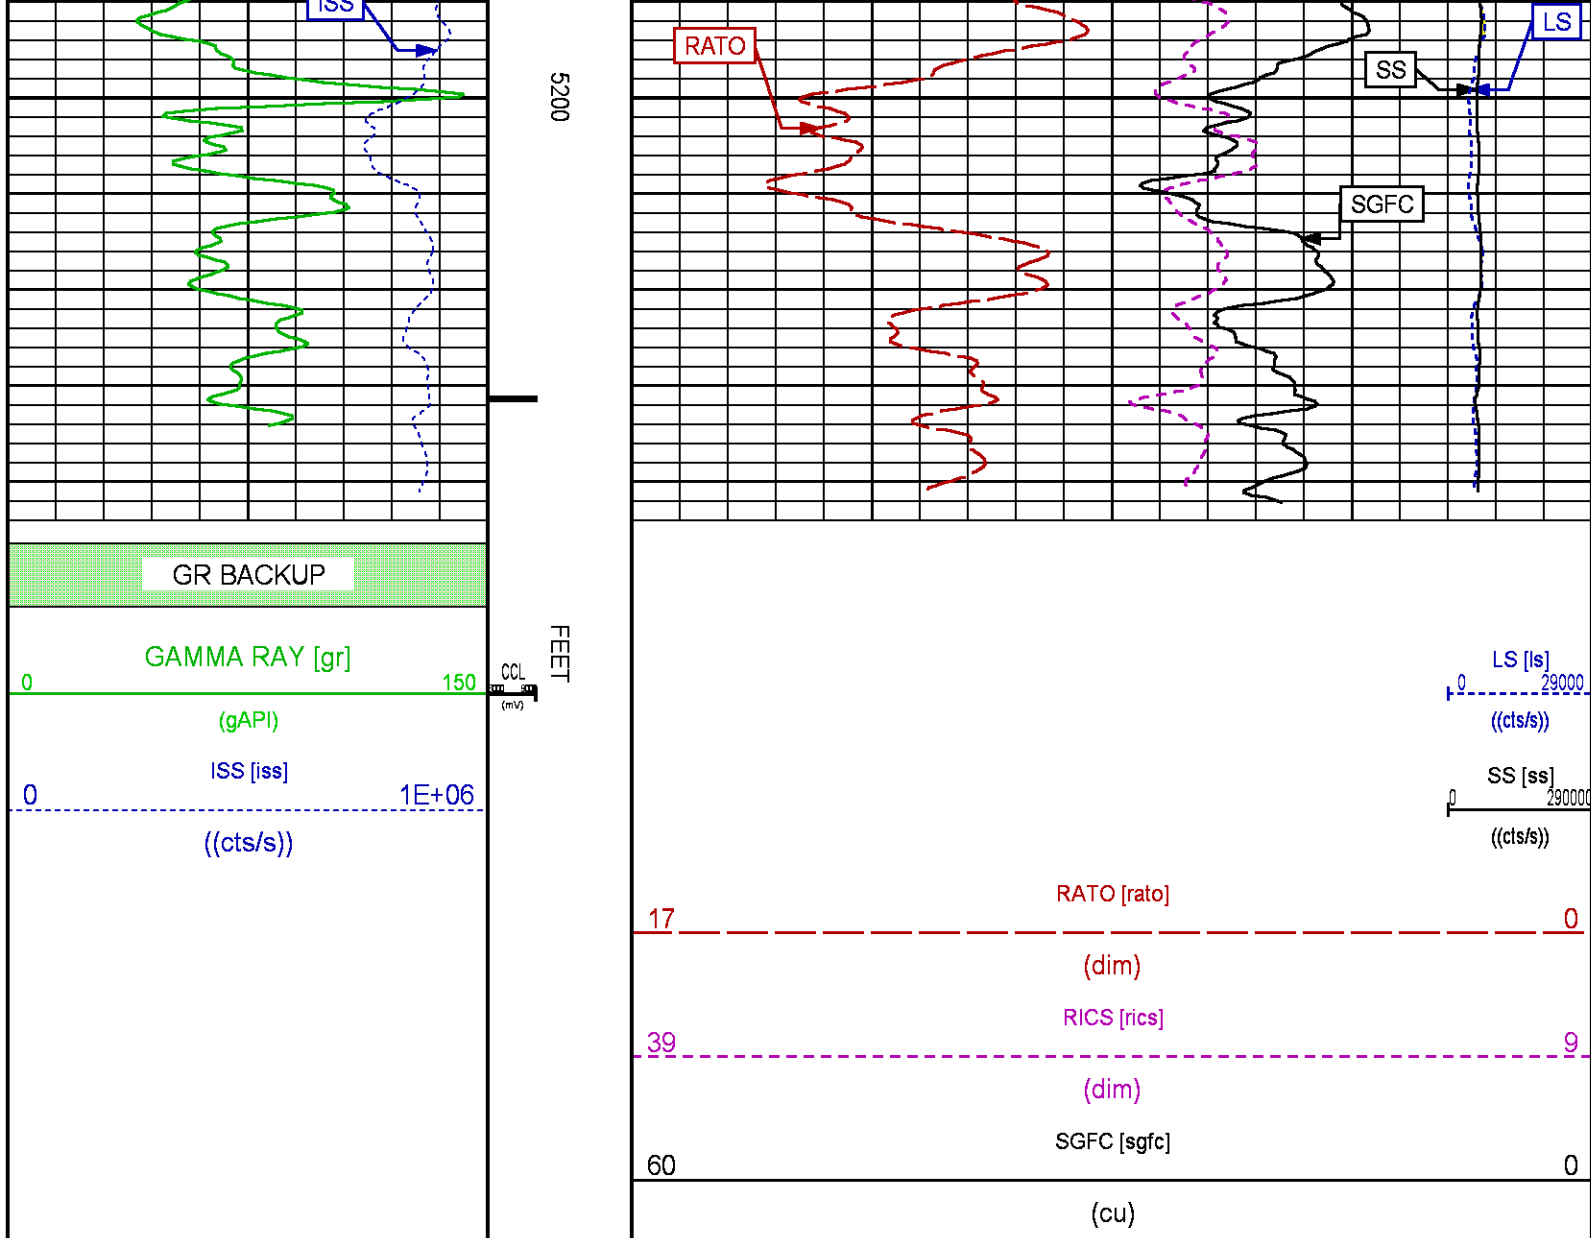 ISS
RATO
LS
SS
SGFC
5200
GR BACKUP
FEET
GAMMA RAY [gr]
0 150
(gAPI)
CCL
(mV)
ISS [iss]
0 1E+06
((cts/s))
LS [ls]
0 29000
((cts/s))
SS [ss]
0 290000
((cts/s))
RATO [rato]
17 0
(dim)
RICS [rics]
39 9
(dim)
SGFC [sgfc]
60 0
(cu)